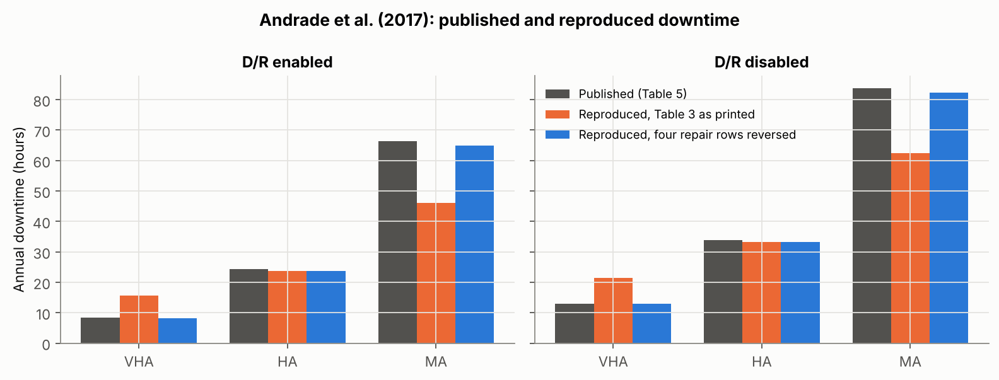 Andrade et al. (2017): published and reproduced downtime
D/R enabled
D/R disabled
Annual downtime (hours)
80
70
60
50
40
30
20
10
0
VHA
HA
MA
Published (Table 5)
Reproduced, Table 3 as printed
Reproduced, four repair rows reversed
VHA
HA
MA